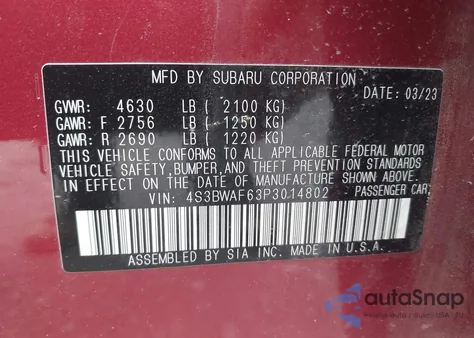 MFD BY SUBARU CORPORATION
DATE: 03/23
GVWR: 4630 LB ( 2100 KG)
GAWR: F 2756 LB ( 1250 KG)
GAWR: R 2690 LB ( 1220 KG)
THIS VEHICLE CONFORMS TO ALL APPLICABLE FEDERAL MOTOR
VEHICLE SAFETY, BUMPER, AND THEFT PREVENTION STANDARDS
IN EFFECT ON THE DATE OF MANUFACTURE SHOWN ABOVE.
VIN: 4S3BWAF63P3014802 PASSENGER CAR
ASSEMBLED BY SIA INC. MADE IN U.S.A.
autoSnap